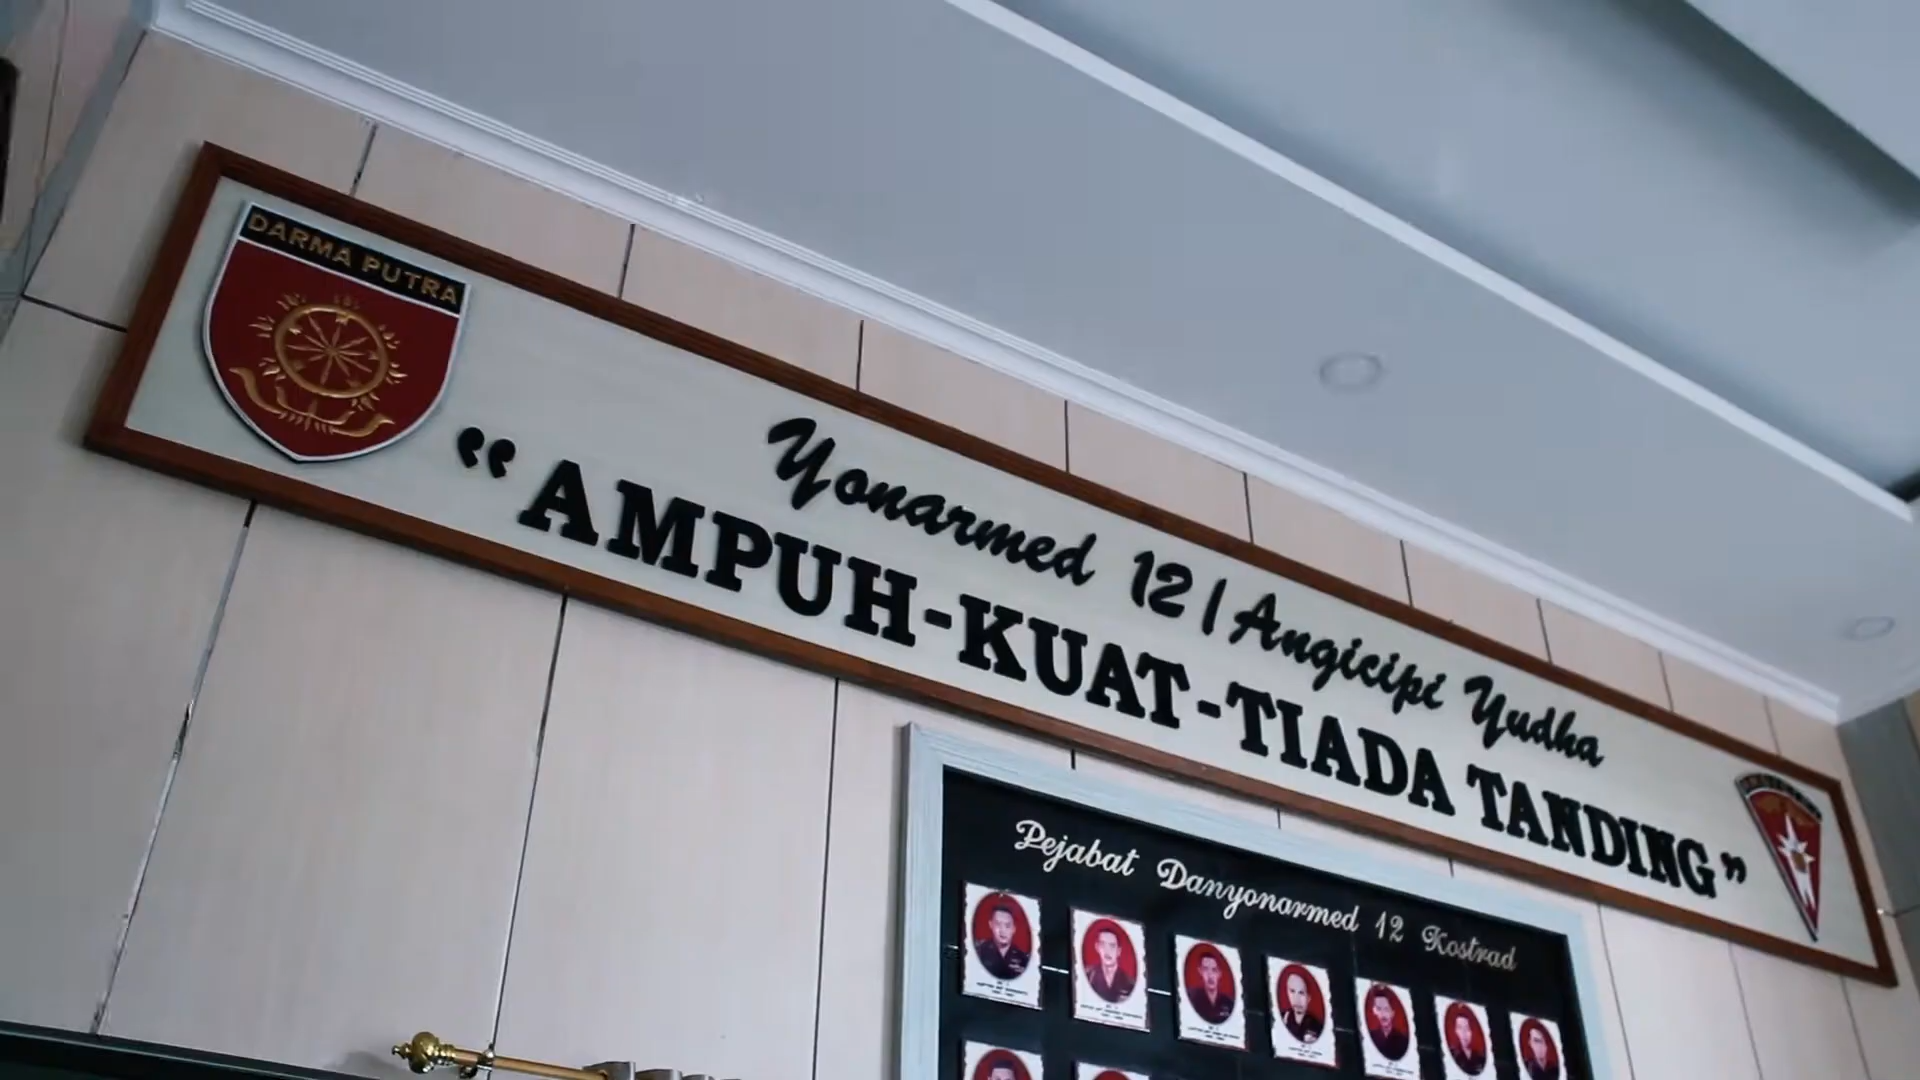 DARMA PUTRA
Yonarmed 12 / Angicipi Yudha
"AMPUH-KUAT-TIADA TANDING"
Pejabat Danyonarmed 12 Kostrad